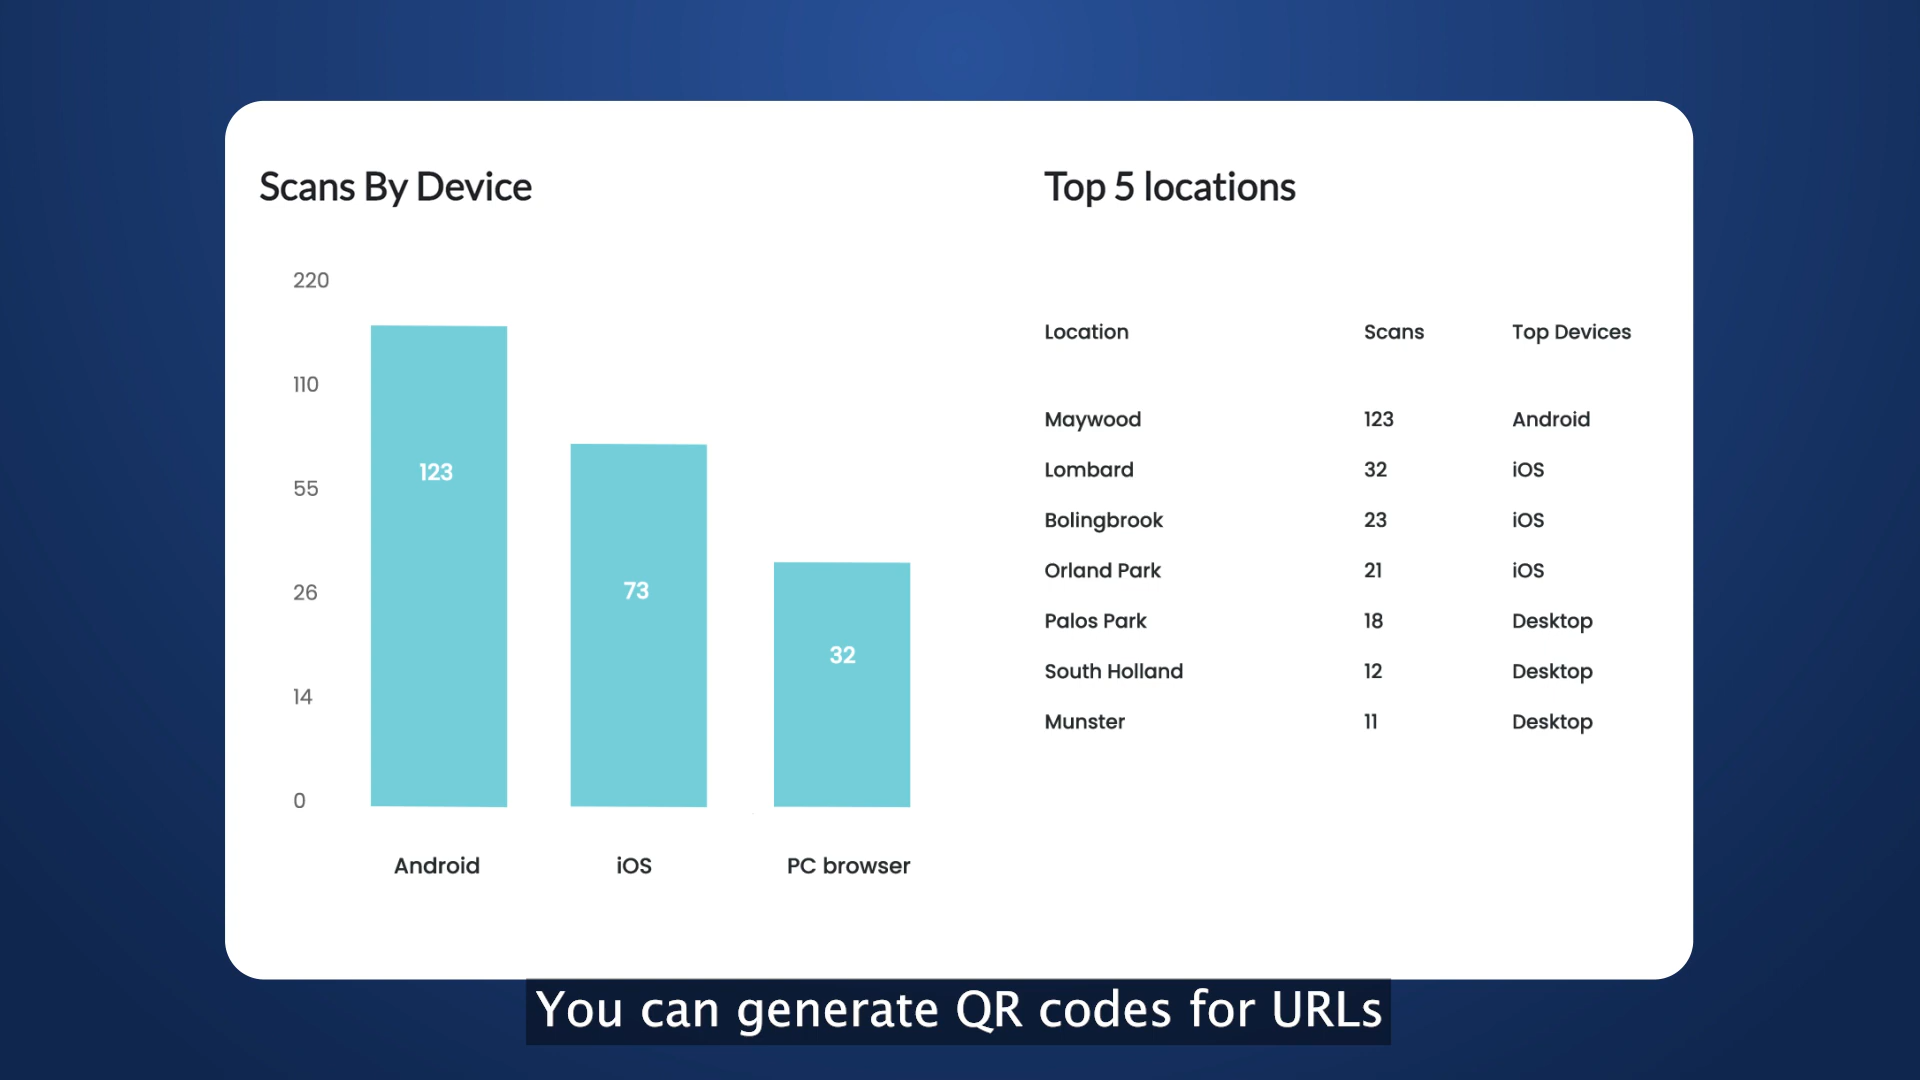 Scans By Device
220
110
55
26
14
0
123
73
32
Android
iOS
PC browser
Top 5 locations
Location Scans Top Devices
Maywood 123 Android
Lombard 32 iOS
Bolingbrook 23 iOS
Orland Park 21 iOS
Palos Park 18 Desktop
South Holland 12 Desktop
Munster 11 Desktop
You can generate QR codes for URLs